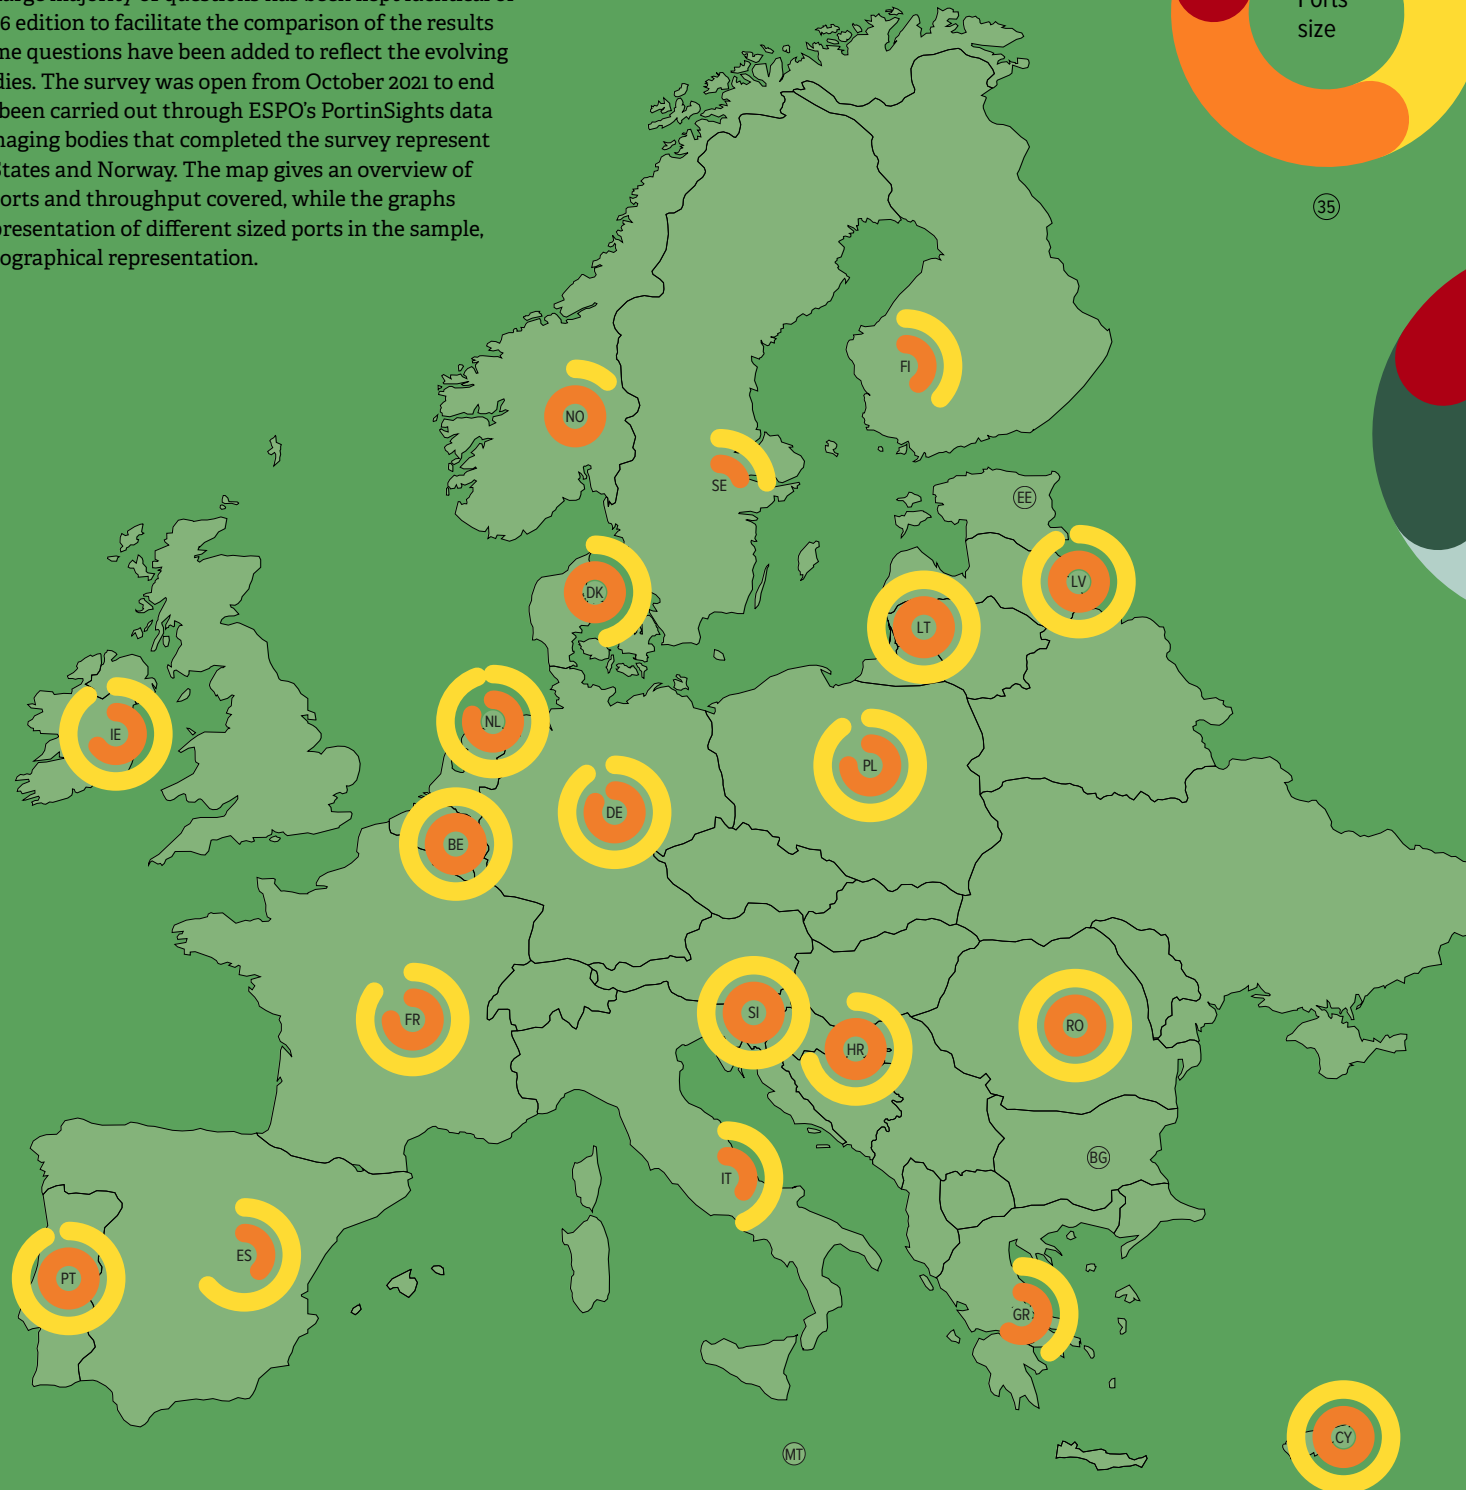 6 edition to facilitate the comparison of the results
me questions have been added to reflect the evolving
dies. The survey was open from October 2021 to end
been carried out through ESPO's PortinSights data
naging bodies that completed the survey represent
States and Norway. The map gives an overview of
orts and throughput covered, while the graphs
presentation of different sized ports in the sample,
ographical representation.
Ports
size
35
FI
NO
SE
EE
LV
DK
LT
NL
IE
PL
DE
BE
FR
SI
RO
HR
BG
IT
ES
PT
GR
CY
MT